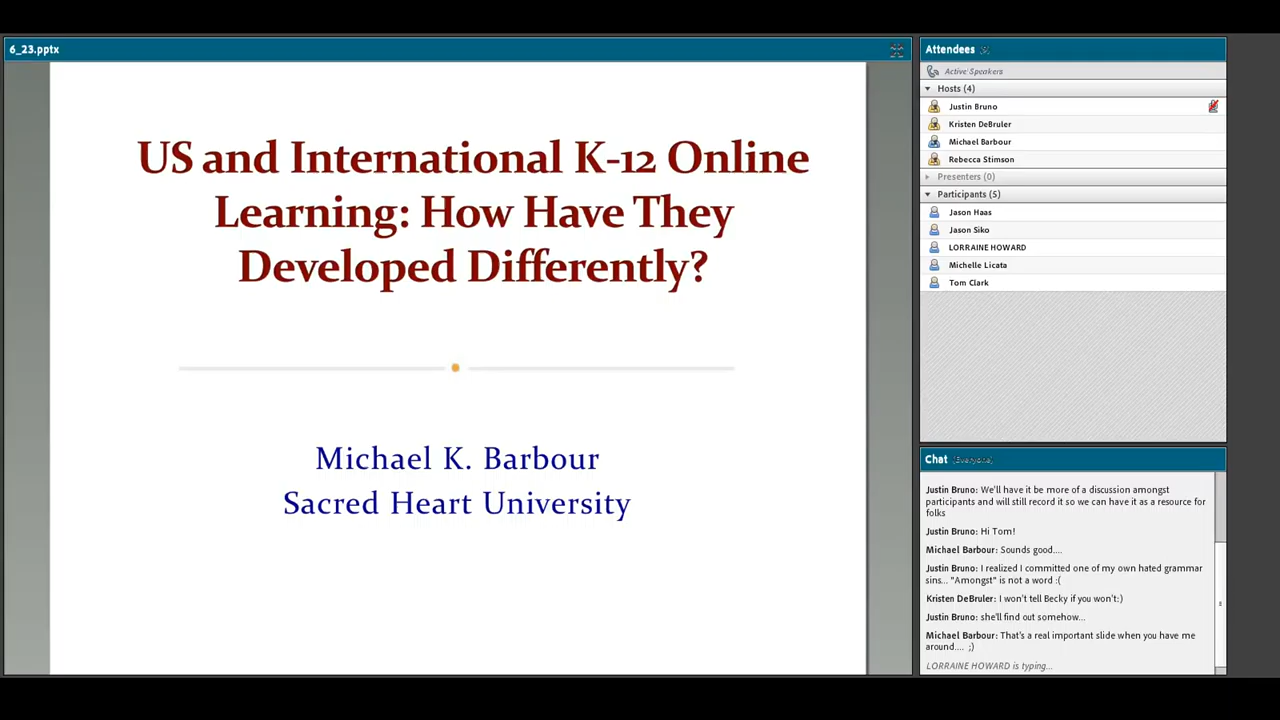 6_23.pptx
US and International K-12 Online
Learning: How Have They
Developed Differently?
Michael K. Barbour
Sacred Heart University
Attendees
Active Speakers
Hosts (4)
Justin Bruno
Kristen DeBruler
Michael Barbour
Rebecca Stimson
Presenters (0)
Participants (5)
Jason Haas
Jason Siko
LORRAINE HOWARD
Michelle Licata
Tom Clark
Chat (Everyone)
Justin Bruno: We'll have it be more of a discussion amongst
participants and will still record it so we can have it as a resource for
folks
Justin Bruno: Hi Tom!
Michael Barbour: Sounds good....
Justin Bruno: I realized I committed one of my own hated grammar
sins... "Amongst" is not a word :(
Kristen DeBruler: I won't tell Becky if you won't:)
Justin Bruno: she'll find out somehow...
Michael Barbour: That's a real important slide when you have me
around.... ;)
LORRAINE HOWARD is typing...